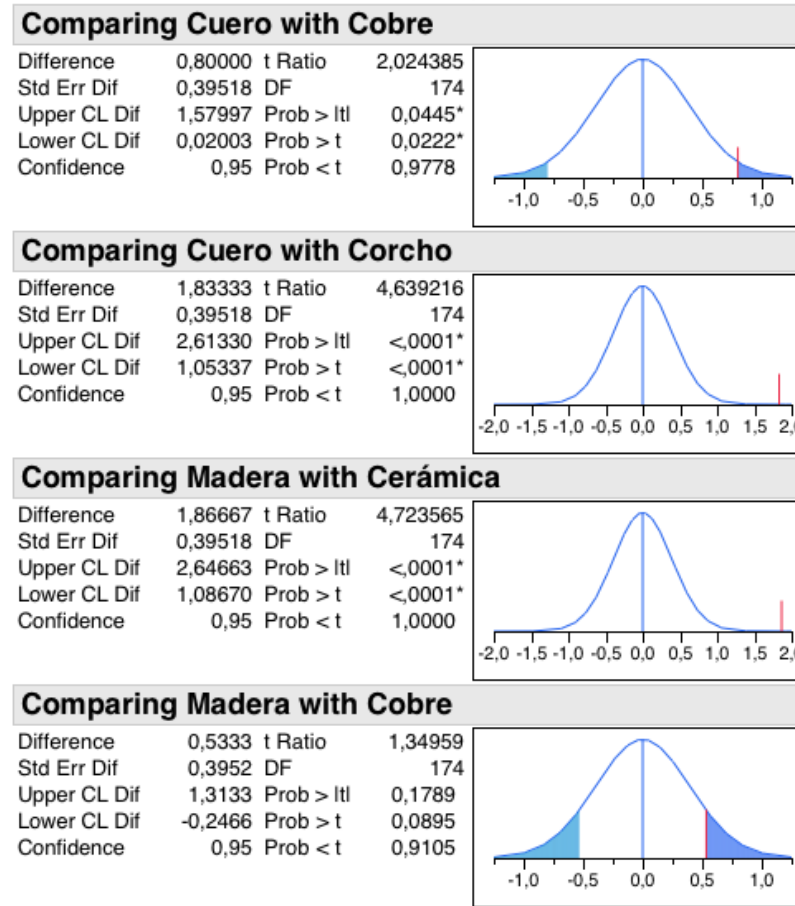 Comparing Cuero with Cobre
Difference 0,80000 t Ratio 2,024385
Std Err Dif 0,39518 DF 174
Upper CL Dif 1,57997 Prob > |t| 0,0445*
Lower CL Dif 0,02003 Prob > t 0,0222*
Confidence 0,95 Prob < t 0,9778
-1,0 -0,5 0,0 0,5 1,0
Comparing Cuero with Corcho
Difference 1,83333 t Ratio 4,639216
Std Err Dif 0,39518 DF 174
Upper CL Dif 2,61330 Prob > |t| <,0001*
Lower CL Dif 1,05337 Prob > t <,0001*
Confidence 0,95 Prob < t 1,0000
-2,0 -1,5 -1,0 -0,5 0,0 0,5 1,0 1,5
Comparing Madera with Cerámica
Difference 1,86667 t Ratio 4,723565
Std Err Dif 0,39518 DF 174
Upper CL Dif 2,64663 Prob > |t| <,0001*
Lower CL Dif 1,08670 Prob > t <,0001*
Confidence 0,95 Prob < t 1,0000
-2,0 -1,5 -1,0 -0,5 0,0 0,5 1,0 1,5
Comparing Madera with Cobre
Difference 0,5333 t Ratio 1,34959
Std Err Dif 0,3952 DF 174
Upper CL Dif 1,3133 Prob > |t| 0,1789
Lower CL Dif -0,2466 Prob > t 0,0895
Confidence 0,95 Prob < t 0,9105
-1,0 -0,5 0,0 0,5 1,0